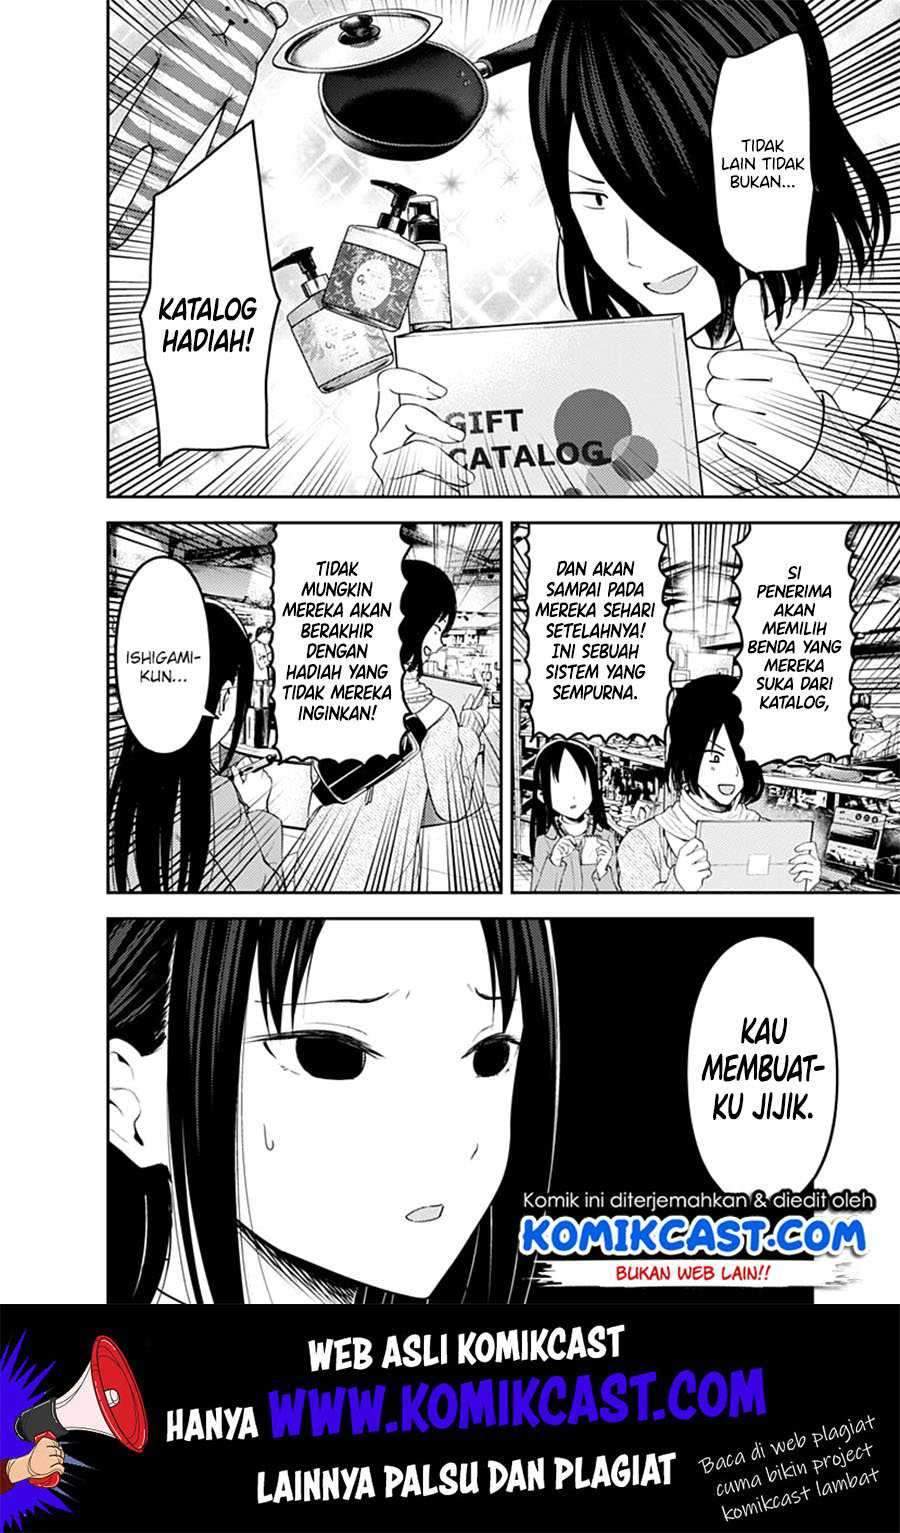 TIDAK
LAIN TIDAK
BUKAN...
KATALOG
HADIAH!
GIFT
CATALOG
SI
PENERIMA
AKAN
MEMILIH
BENDA YANG
MEREKA
SUKA DARI
KATALOG,
DAN AKAN
SAMPAI PADA
MEREKA SEHARI
SETELAHNYA!
INI SEBUAH
SISTEM YANG
SEMPURNA.
TIDAK
MUNGKIN
MEREKA AKAN
BERAKHIR
DENGAN
HADIAH YANG
TIDAK MEREKA
INGINKAN!
ISHIGAMI-
KUN...
KAU
MEMBUAT-
KU JIJIK.
Komik ini diterjemahkan & diedit oleh
KOMIKCAST.COM
BUKAN WEB LAIN!!
WEB ASLI KOMIKCAST
HANYA WWW.KOMIKCAST.COM
LAINNYA PALSU DAN PLAGIAT
Baca di web plagiat
cuma bikin project
komikcast lambat